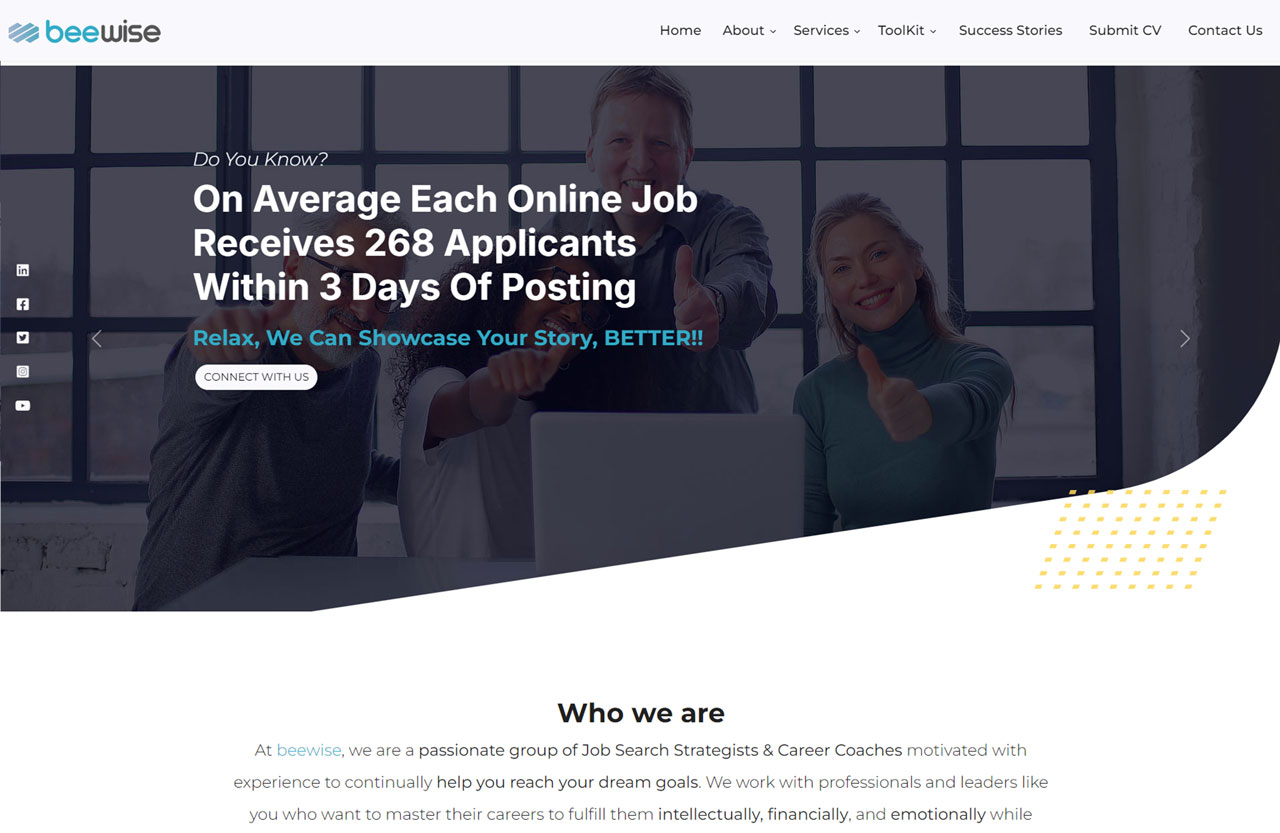 beewise
Home About Services ToolKit Success Stories Submit CV Contact Us
Do You Know?
On Average Each Online Job
Receives 268 Applicants
Within 3 Days Of Posting
Relax, We Can Showcase Your Story, BETTER!!
CONNECT WITH US
Who we are
At beewise, we are a passionate group of Job Search Strategists & Career Coaches motivated with
experience to continually help you reach your dream goals. We work with professionals and leaders like
you who want to master their careers to fulfill them intellectually, financially, and emotionally while